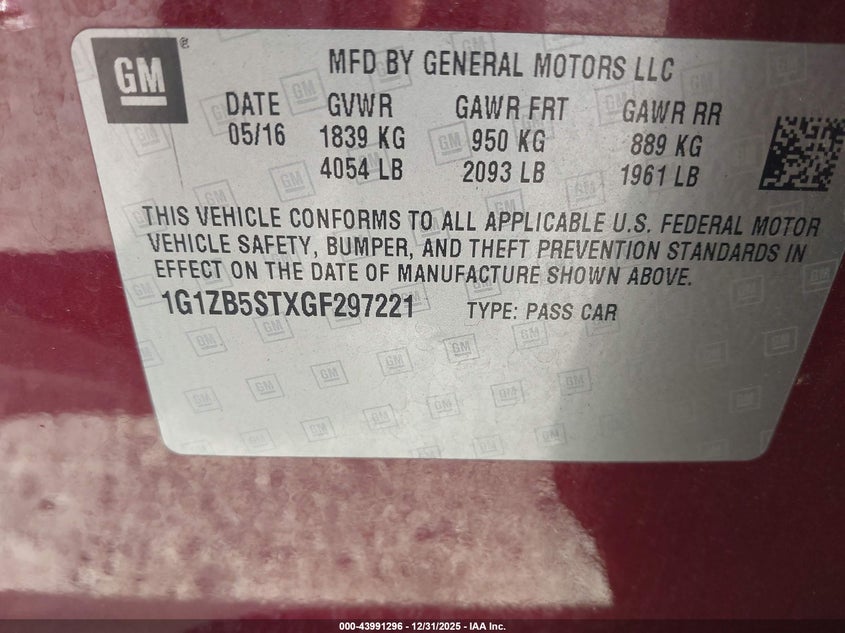 GM ®
MFD BY GENERAL MOTORS LLC
DATE GVWR GAWR FRT GAWR RR
05/16 1839 KG 950 KG 889 KG
4054 LB 2093 LB 1961 LB
THIS VEHICLE CONFORMS TO ALL APPLICABLE U.S. FEDERAL MOTOR
VEHICLE SAFETY, BUMPER, AND THEFT PREVENTION STANDARDS IN
EFFECT ON THE DATE OF MANUFACTURE SHOWN ABOVE.
1G1ZB5STXGF297221 TYPE: PASS CAR
000-43991296 - 12/31/2025 - IAA Inc.